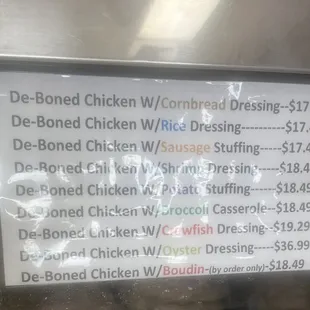 De-Boned Chicken W/Cornbread Dressing--$17
De-Boned Chicken W/Rice Dressing----------$17.4
De-Boned Chicken W/Sausage Stuffing-----$17.4
De-Boned Chicken W/Shrimp Dressing----$18.4
De-Boned Chicken W/Potato Stuffing------$18.49
De-Boned Chicken W/Broccoli Casserole--$18.49
De-Boned Chicken W/Crawfish Dressing--$19.29
De-Boned Chicken W/Oyster Dressing----$36.99
De-Boned Chicken W/Boudin-(by order only)-$18.49